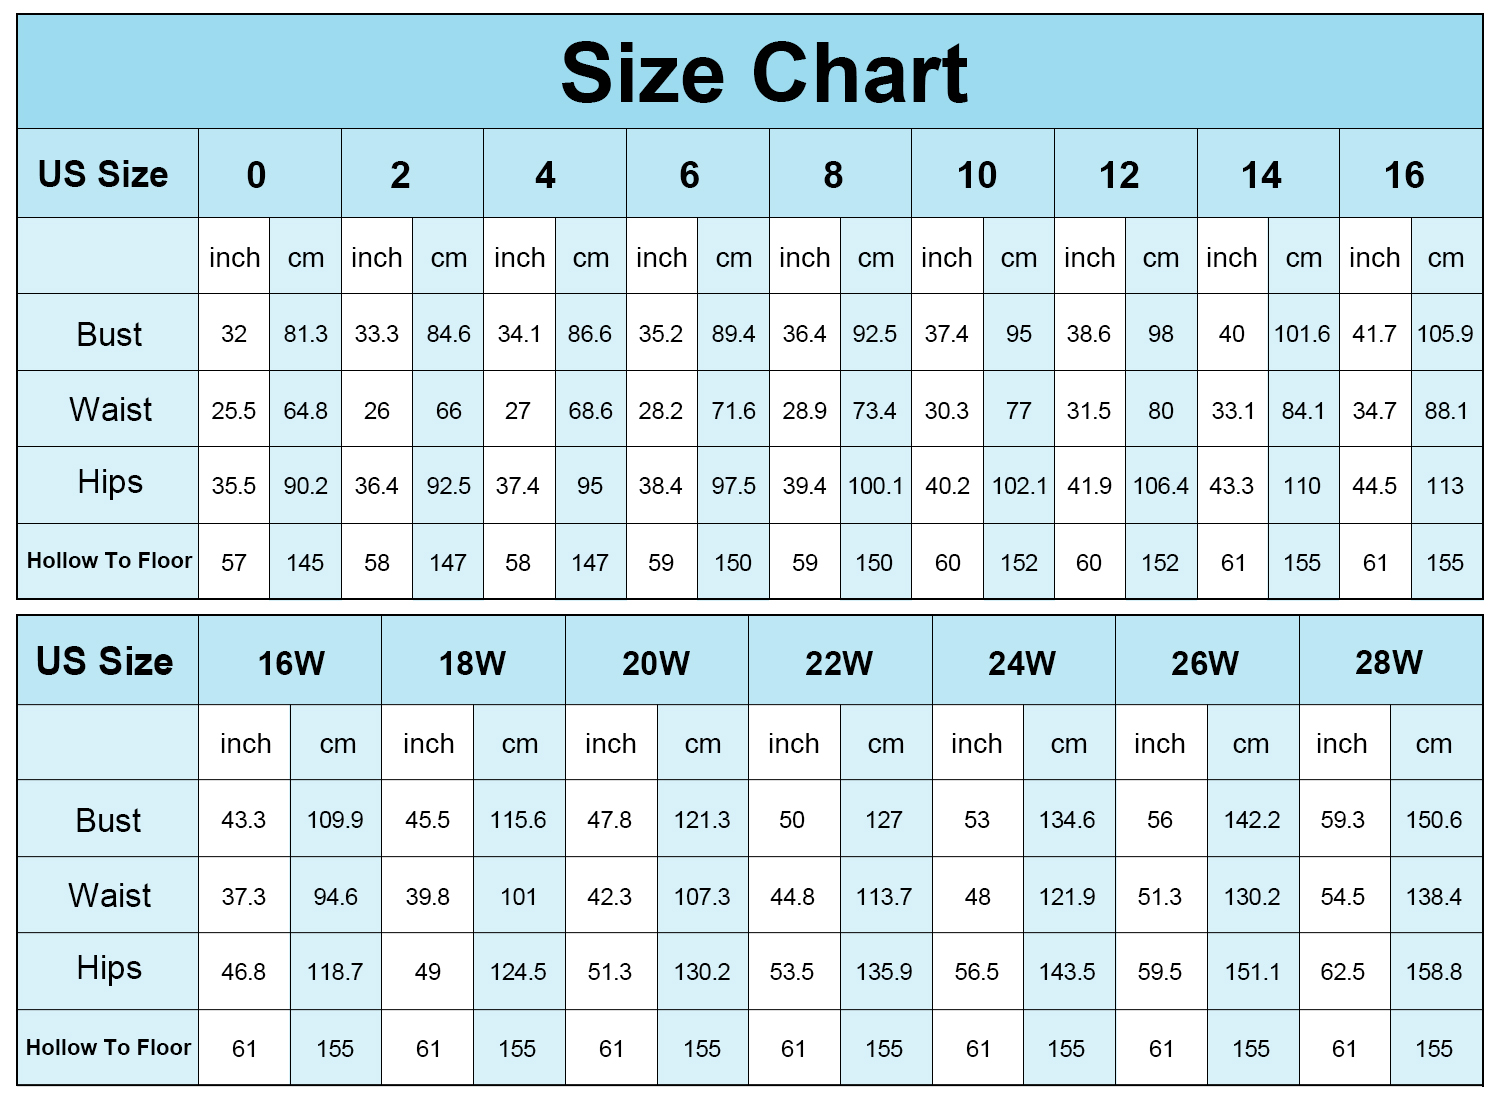 Size Chart
US Size 0 2 4 6 8 10 12 14 16
inch cm inch cm inch cm inch cm inch cm inch cm inch cm inch cm inch cm
Bust 32 81.3 33.3 84.6 34.1 86.6 35.2 89.4 36.4 92.5 37.4 95 38.6 98 40 101.6 41.7 105.9
Waist 25.5 64.8 26 66 27 68.6 28.2 71.6 28.9 73.4 30.3 77 31.5 80 33.1 84.1 34.7 88.1
Hips 35.5 90.2 36.4 92.5 37.4 95 38.4 97.5 39.4 100.1 40.2 102.1 41.9 106.4 43.3 110 44.5 113
Hollow To Floor 57 145 58 147 58 147 59 150 59 150 60 152 60 152 61 155 61 155
US Size 16W 18W 20W 22W 24W 26W 28W
inch cm inch cm inch cm inch cm inch cm inch cm inch cm
Bust 43.3 109.9 45.5 115.6 47.8 121.3 50 127 53 134.6 56 142.2 59.3 150.6
Waist 37.3 94.6 39.8 101 42.3 107.3 44.8 113.7 48 121.9 51.3 130.2 54.5 138.4
Hips 46.8 118.7 49 124.5 51.3 130.2 53.5 135.9 56.5 143.5 59.5 151.1 62.5 158.8
Hollow To Floor 61 155 61 155 61 155 61 155 61 155 61 155 61 155